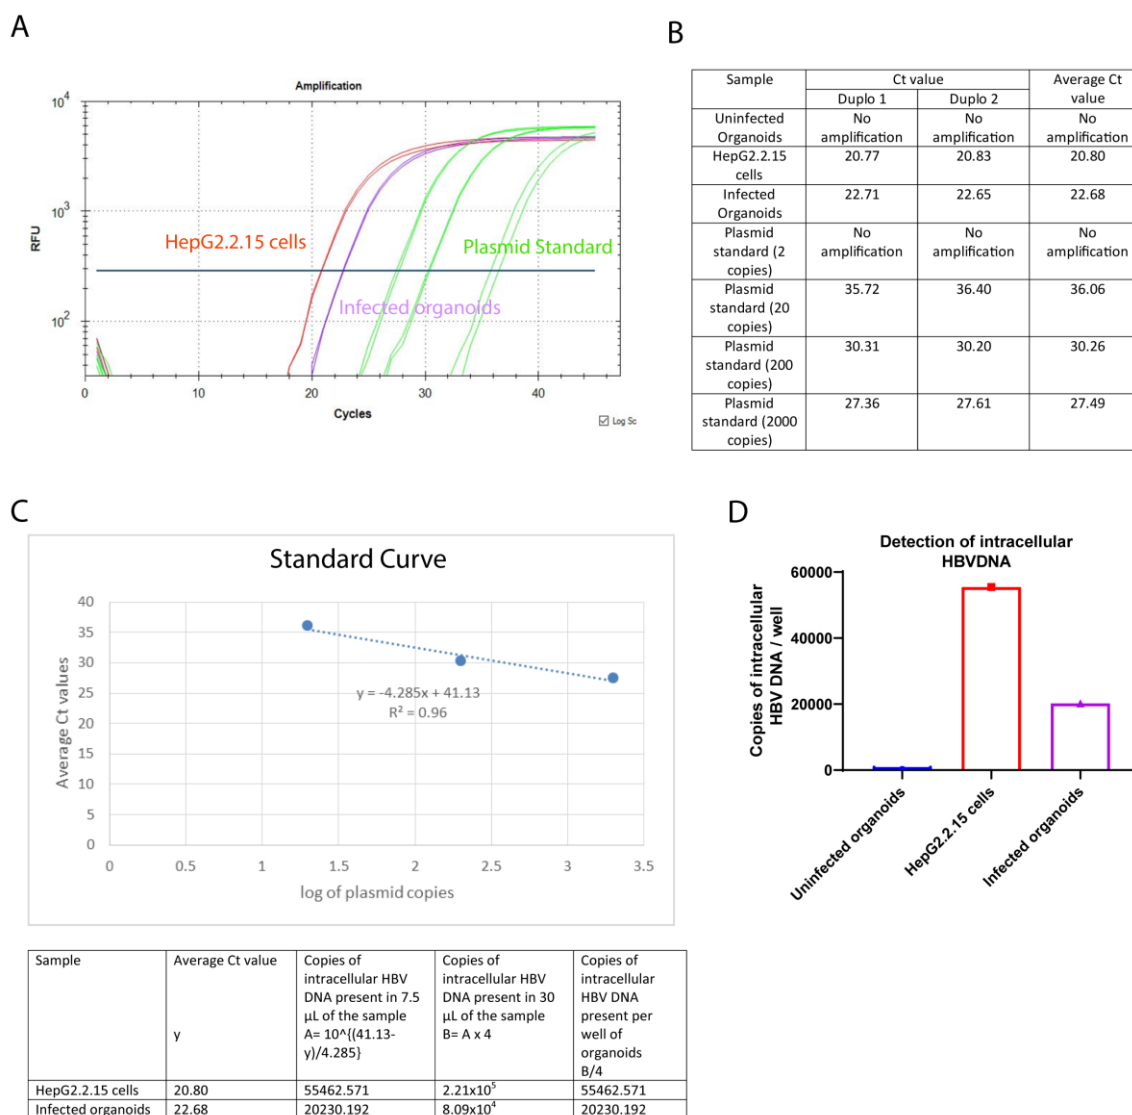 A
Amplification
10^4
10^3
10^2
RFU
HepG2.2.15 cells
Plasmid Standard
Infected organoids
0 10 20 30 40
Cycles
Log Sc
B
Sample Ct value Average Ct value
Duplo 1 Duplo 2
Uninfected Organoids No amplification No amplification No amplification
HepG2.2.15 cells 20.77 20.83 20.80
Infected Organoids 22.71 22.65 22.68
Plasmid standard (2 copies) No amplification No amplification No amplification
Plasmid standard (20 copies) 35.72 36.40 36.06
Plasmid standard (200 copies) 30.31 30.20 30.26
Plasmid standard (2000 copies) 27.36 27.61 27.49
C
Standard Curve
40
35
30
25
20
15
10
5
0
Average Ct values
y = -4.285x + 41.13
R² = 0.96
0 0.5 1 1.5 2 2.5 3 3.5
log of plasmid copies
Sample
Average Ct value
y
Copies of
intracellular HBV
DNA present in 7.5
µL of the sample
A= 10^{(41.13-
y)/4.285}
Copies of
intracellular HBV
DNA present in 30
µL of the sample
B= A x 4
Copies of
intracellular
HBV DNA
present per
well of
organoids
B/4
HepG2.2.15 cells 20.80 55462.571 2.21x10^5 55462.571
Infected organoids 22.68 20230.192 8.09x10^4 20230.192
D
Detection of intracellular
HBVDNA
60000
40000
20000
0
Copies of intracellular
HBV DNA / well
Uninfected organoids
HepG2.2.15 cells
Infected organoids